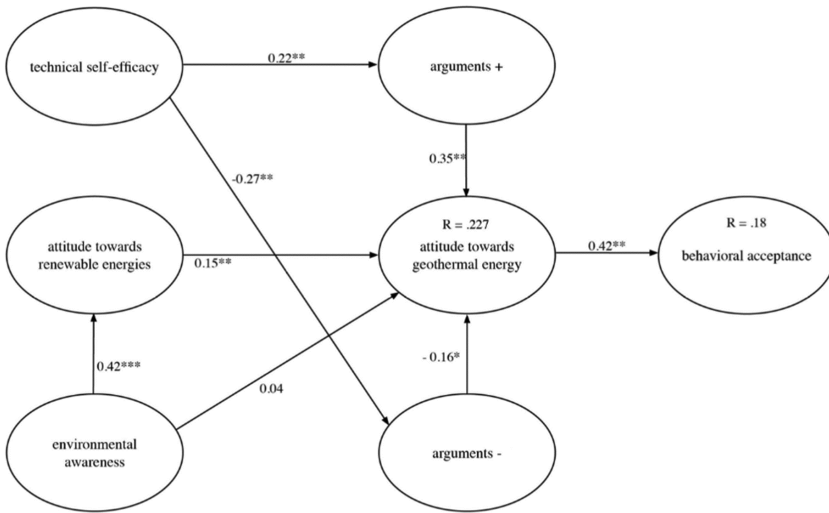 technical self-efficacy
0.22**
arguments +
-0.27**
0.35**
attitude towards
renewable energies
0.15**
R = .227
attitude towards
geothermal energy
0.42**
R = .18
behavioral acceptance
0.42***
0.04
- 0.16*
environmental
awareness
arguments -